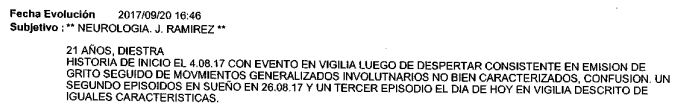 Fecha Evolución 2017/09/20 16:46
Subjetivo : ** NEUROLOGIA. J. RAMIREZ **
21 AÑOS, DIESTRA
HISTORIA DE INICIO EL 4.08.17 CON EVENTO EN VIGILIA LUEGO DE DESPERTAR CONSISTENTE EN EMISION DE
GRITO SEGUIDO DE MOVMIENTOS GENERALIZADOS INVOLUTNARIOS NO BIEN CARACTERIZADOS, CONFUSION. UN
SEGUNDO EPISOIDOS EN SUEÑO EN 26.08.17 Y UN TERCER EPISODIO EL DIA DE HOY EN VIGILIA DESCRITO DE
IGUALES CARACTERISTICAS.